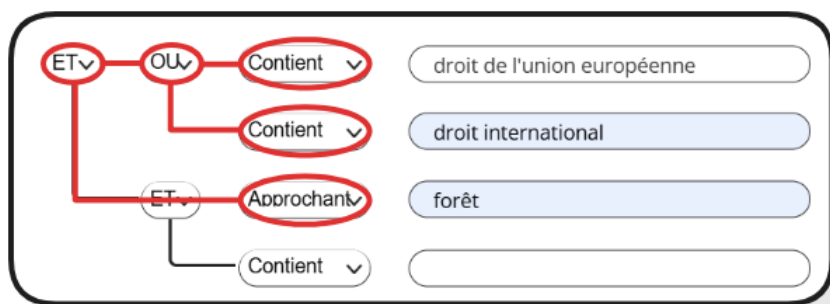 ET OU Contient droit de l'union européenne
Contient droit international
ET Approchant forêt
Contient